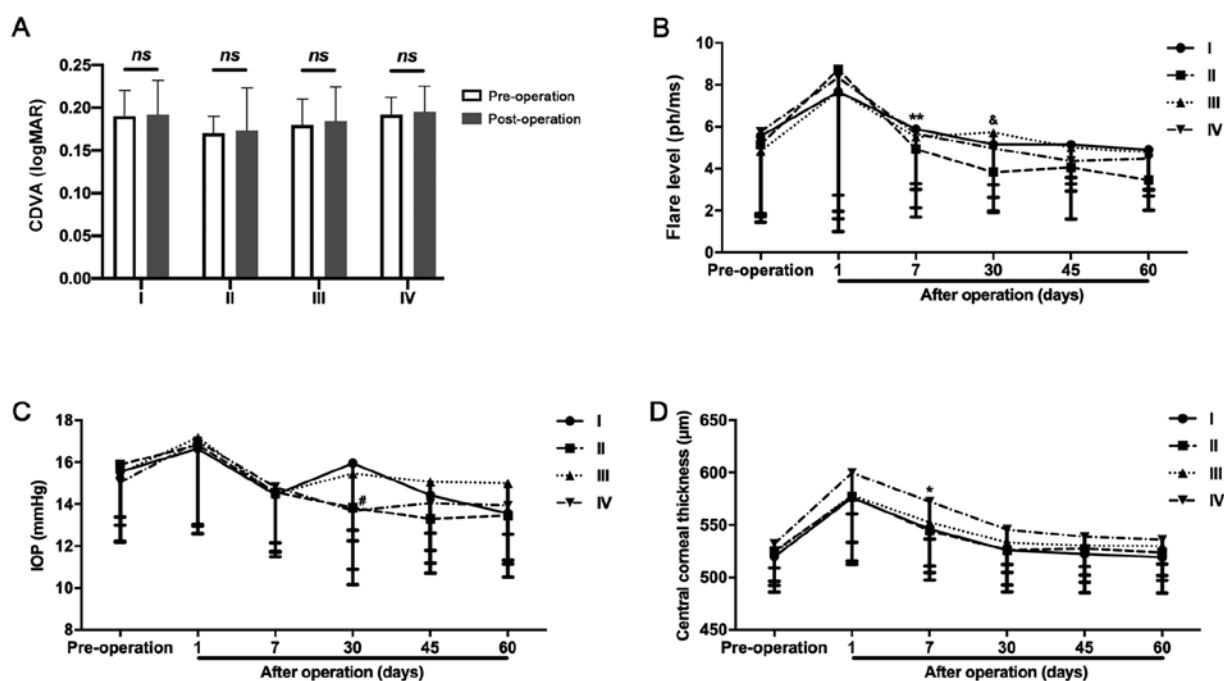 A
ns ns ns ns
0.25
0.20
0.15
0.10
0.05
0.00
CDVA (logMAR)
I II III IV
Pre-operation
Post-operation
B
10
8
6
4
2
0
Flare level (ph/ms)
** &
Pre-operation 1 7 30 45 60
After operation (days)
I
II
III
IV
C
18
16
14
12
10
8
IOP (mmHg)
#
Pre-operation 1 7 30 45 60
After operation (days)
I
II
III
IV
D
650
600
550
500
450
Central corneal thickness (μm)
*
Pre-operation 1 7 30 45 60
After operation (days)
I
II
III
IV